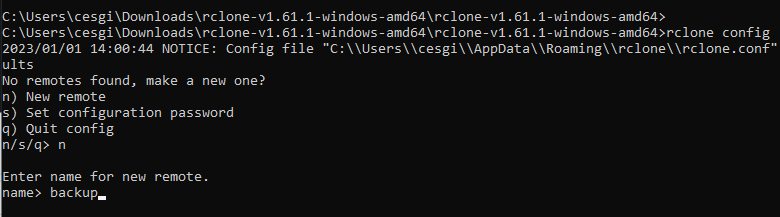 C:\Users\cesgi\Downloads\rclone-v1.61.1-windows-amd64\rclone-v1.61.1-windows-amd64>
C:\Users\cesgi\Downloads\rclone-v1.61.1-windows-amd64\rclone-v1.61.1-windows-amd64>rclone config
2023/01/01 14:00:44 NOTICE: Config file "C:\\Users\\cesgi\\AppData\\Roaming\\rclone\\rclone.conf"
ults
No remotes found, make a new one?
n) New remote
s) Set configuration password
q) Quit config
n/s/q> n
Enter name for new remote.
name> backup